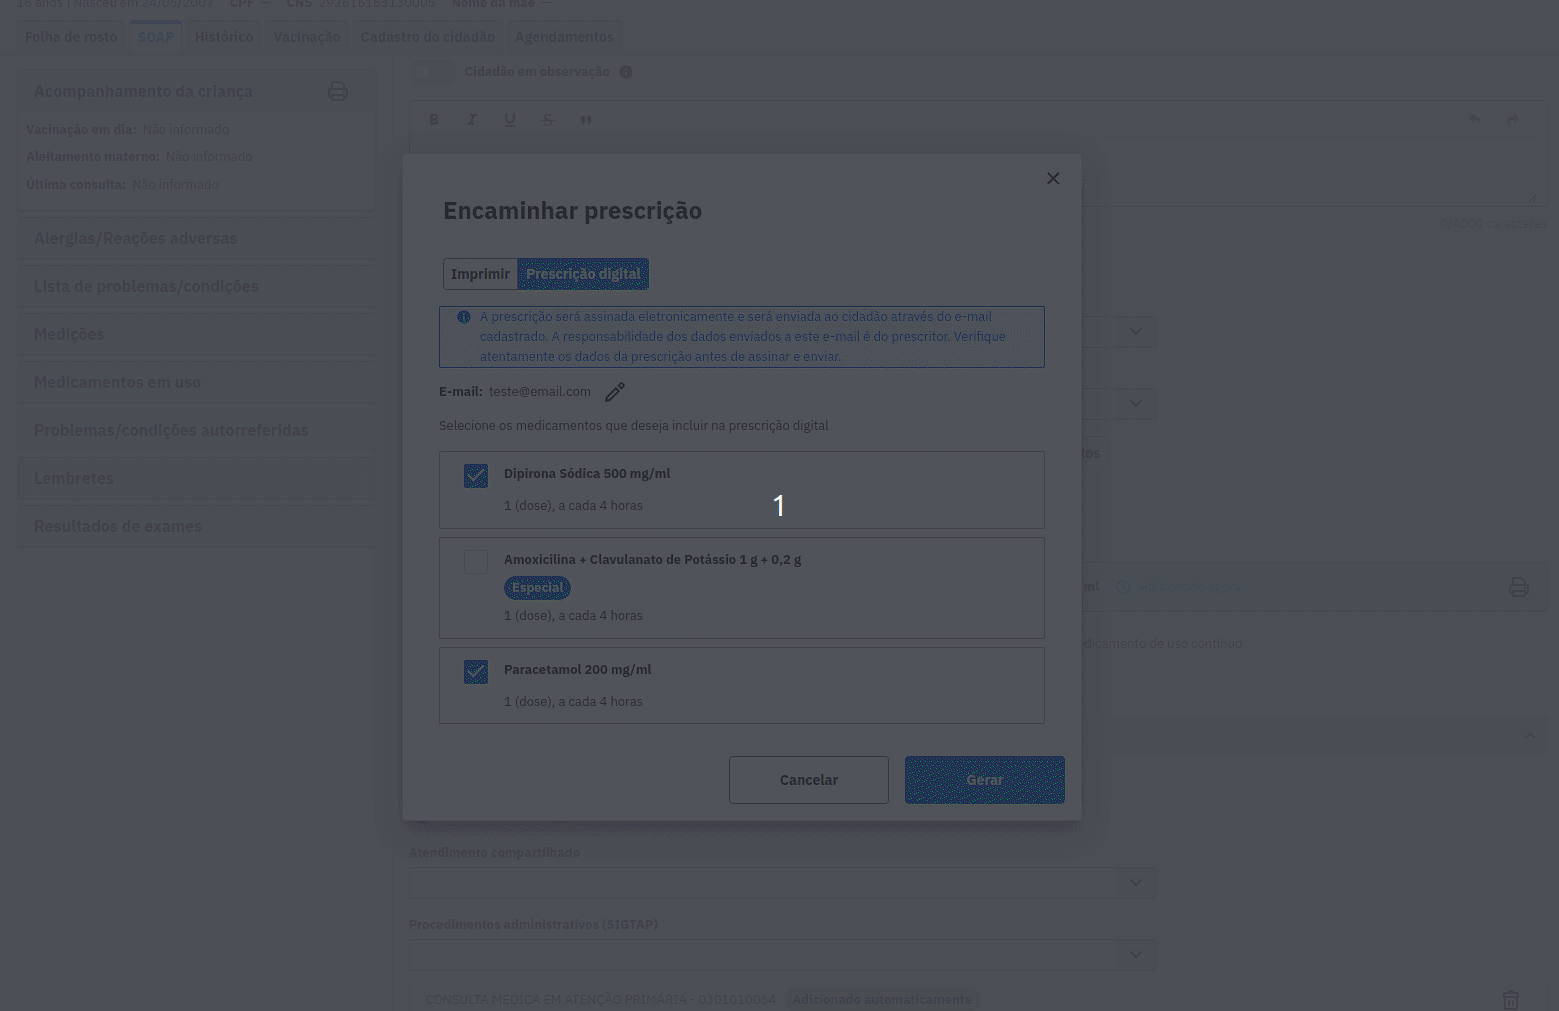 16 anos | Nasceu em 24/05/2007 CPF — CNS 292616183130005 Nome da mãe —
Folha de rosto SOAP Histórico Vacinação Cadastro do cidadão Agendamentos
Acompanhamento da criança
Vacinação em dia: Não informado
Aleitamento materno: Não informado
Última consulta: Não informado
Alergias/Reações adversas
Lista de problemas/condições
Medições
Medicamentos em uso
Problemas/condições autorreferidas
Lembretes
Resultados de exames
Cidadão em observação
B I U S
0/4000 caracteres
Encaminhar prescrição
Imprimir Prescrição digital
A prescrição será assinada eletronicamente e será enviada ao cidadão através do e-mail
cadastrado. A responsabilidade dos dados enviados a este e-mail é do prescritor. Verifique
atentamente os dados da prescrição antes de assinar e enviar.
E-mail: teste@email.com
Selecione os medicamentos que deseja incluir na prescrição digital
Dipirona Sódica 500 mg/ml
1 (dose), a cada 4 horas
1
Amoxicilina + Clavulanato de Potássio 1 g + 0,2 g
Especial
1 (dose), a cada 4 horas
Paracetamol 200 mg/ml
1 (dose), a cada 4 horas
Cancelar Gerar
tos
ml
dicamento de uso contínuo
Atendimento compartilhado
Procedimentos administrativos (SIGTAP)
CONSULTA MÉDICA EM ATENÇÃO PRIMÁRIA - 0301010064 Adicionado automaticamente